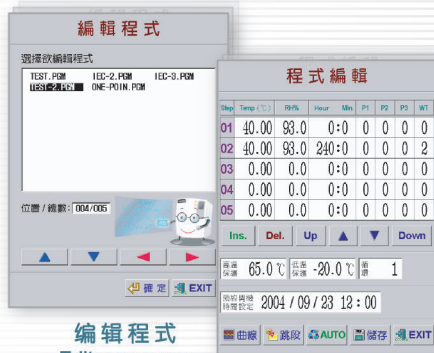 編輯程式
選擇欲編輯程式
TEST.PGM IEC-2.PGM IEC-3.PGM
TEST-2.PGM ONE-POIN.PGM
位置/總數: 004/005
確定 EXIT
编辑程式
程式編輯
Step Temp(℃) RH% Hour Min. P1 P2 P3 WT
01 40.00 93.0 0:0 0 0 0 0
02 40.00 93.0 240:0 0 0 0 2
03 0.00 0.0 0:0 0 0 0 0
04 0.00 0.0 0:0 0 0 0 0
05 0.00 0.0 0:0 0 0 0 0
Ins. Del. Up Down
高溫保護 65.0 ℃ 低溫保護 -20.0 ℃ 循環 1
預約開機時間設定 2004 / 09 / 23 12 : 00
曲線 跳段 AUTO 儲存 EXIT